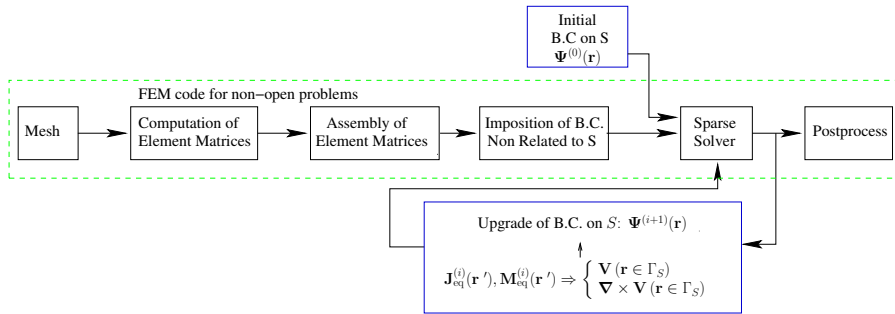 Initial
B.C on S
Ψ^(0)(r)
FEM code for non−open problems
Mesh
Computation of
Element Matrices
Assembly of
Element Matrices
Imposition of B.C.
Non Related to S
Sparse
Solver
Postprocess
Upgrade of B.C. on S: Ψ^(i+1)(r)
J_eq^(i)(r ′), M_eq^(i)(r ′) ⇒ { V (r ∈ Γ_S)
∇ × V (r ∈ Γ_S)